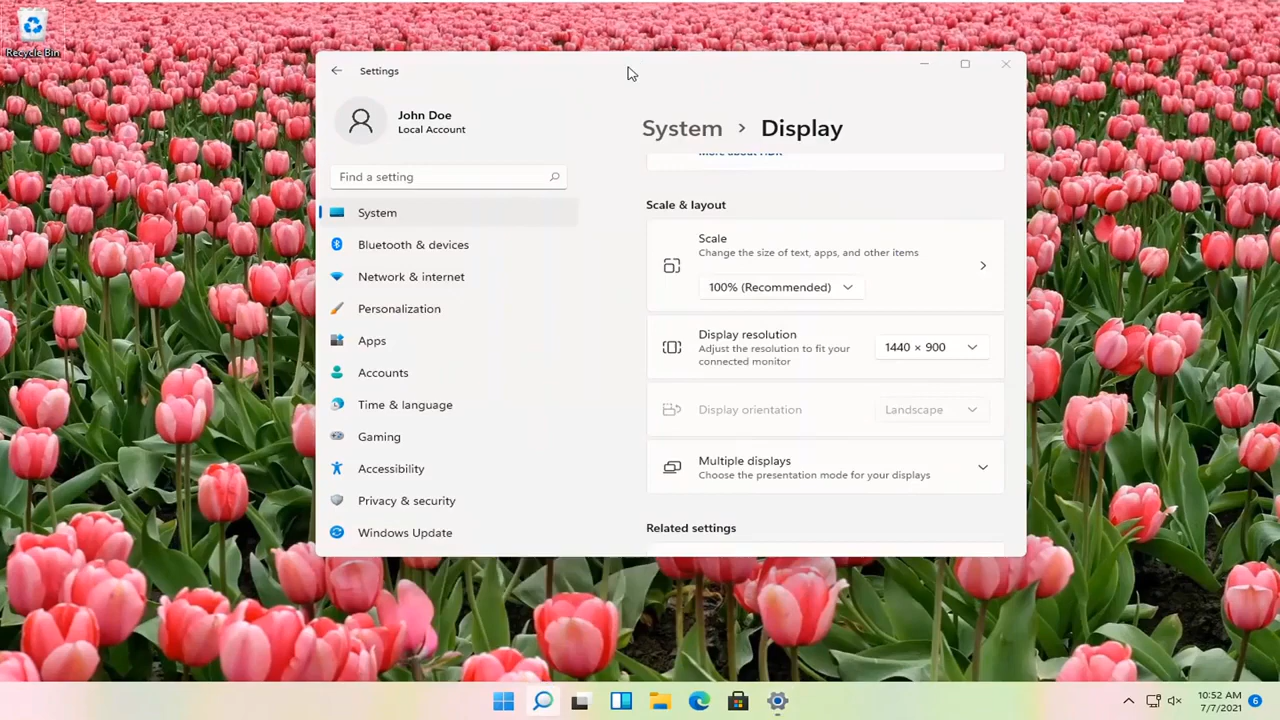 Recycle Bin
Settings
John Doe
Local Account
Find a setting
System
Bluetooth & devices
Network & internet
Personalization
Apps
Accounts
Time & language
Gaming
Accessibility
Privacy & security
Windows Update
System > Display
More about HDR
Scale & layout
Scale
Change the size of text, apps, and other items
100% (Recommended)
Display resolution
Adjust the resolution to fit your
connected monitor
1440 × 900
Display orientation
Landscape
Multiple displays
Choose the presentation mode for your displays
Related settings
10:52 AM
7/7/2021
6